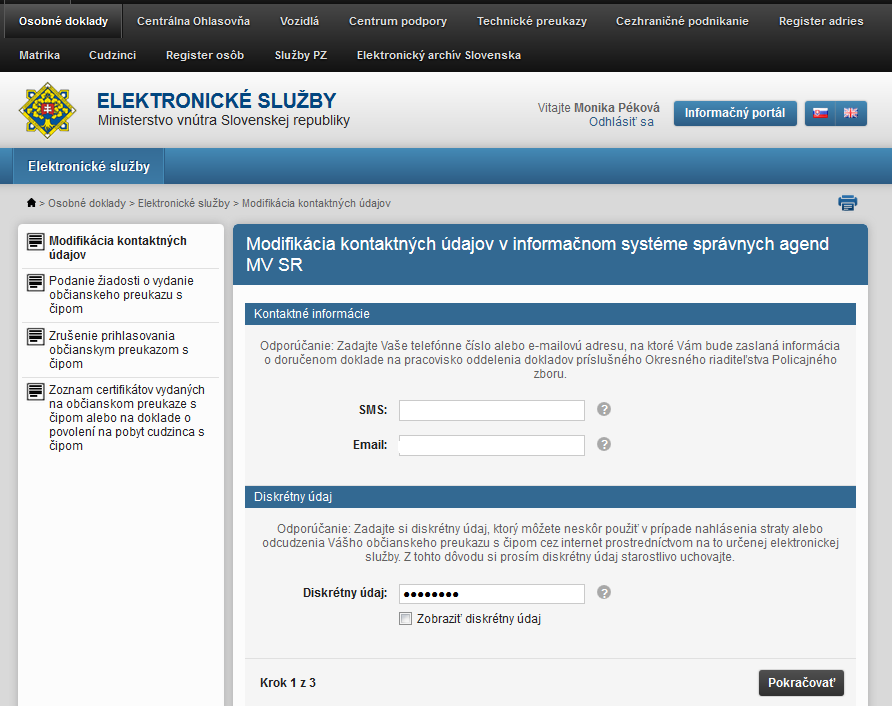 Osobné doklady Centrálna Ohlasovňa Vozidlá Centrum podpory Technické preukazy Cezhraničné podnikanie Register adries
Matrika Cudzinci Register osôb Služby PZ Elektronický archív Slovenska
ELEKTRONICKÉ SLUŽBY
Ministerstvo vnútra Slovenskej republiky
Vitajte Monika Péková
Odhlásiť sa
Informačný portál
Elektronické služby
> Osobné doklady > Elektronické služby > Modifikácia kontaktných údajov
Modifikácia kontaktných
údajov
Podanie žiadosti o vydanie
občianskeho preukazu s
čipom
Zrušenie prihlasovania
občianskym preukazom s
čipom
Zoznam certifikátov vydaných
na občianskom preukaze s
čipom alebo na doklade o
povolení na pobyt cudzinca s
čipom
Modifikácia kontaktných údajov v informačnom systéme správnych agend
MV SR
Kontaktné informácie
Odporúčanie: Zadajte Vaše telefónne číslo alebo e-mailovú adresu, na ktoré Vám bude zaslaná informácia
o doručenom doklade na pracovisko oddelenia dokladov príslušného Okresného riaditeľstva Policajného
zboru.
SMS: ?
Email: ?
Diskrétny údaj
Odporúčanie: Zadajte si diskrétny údaj, ktorý môžete neskôr použiť v prípade nahlásenia straty alebo
odcudzenia Vášho občianskeho preukazu s čipom cez internet prostredníctvom na to určenej elektronickej
služby. Z tohto dôvodu si prosím diskrétny údaj starostlivo uchovajte.
Diskrétny údaj: ●●●●●●●● ?
Zobraziť diskrétny údaj
Krok 1 z 3
Pokračovať